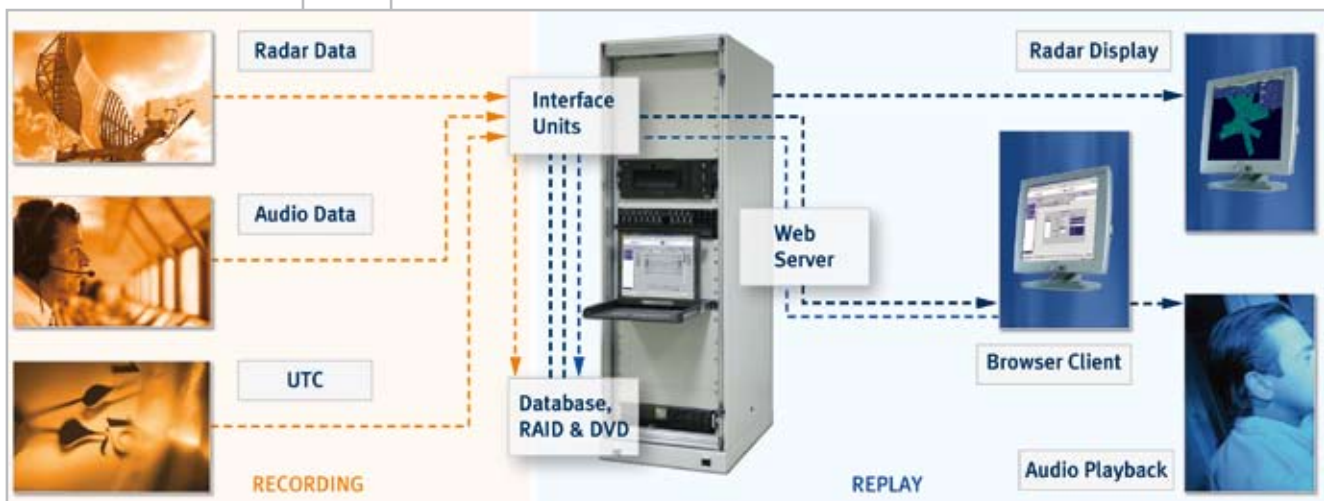 Radar Data
Audio Data
UTC
RECORDING
Interface
Units
Database,
RAID & DVD
Web
Server
Radar Display
Browser Client
Audio Playback
REPLAY